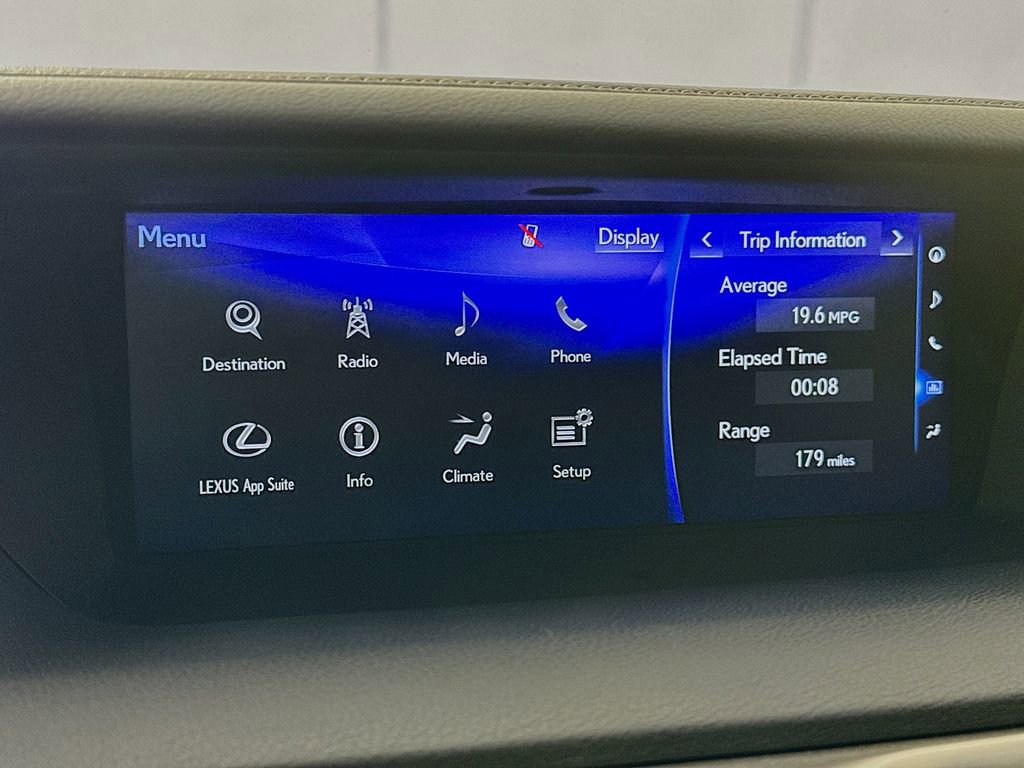 Menu
Display
Destination
Radio
Media
Phone
LEXUS App Suite
Info
Climate
Setup
Trip Information
Average
19.6 MPG
Elapsed Time
00:08
Range
179 miles